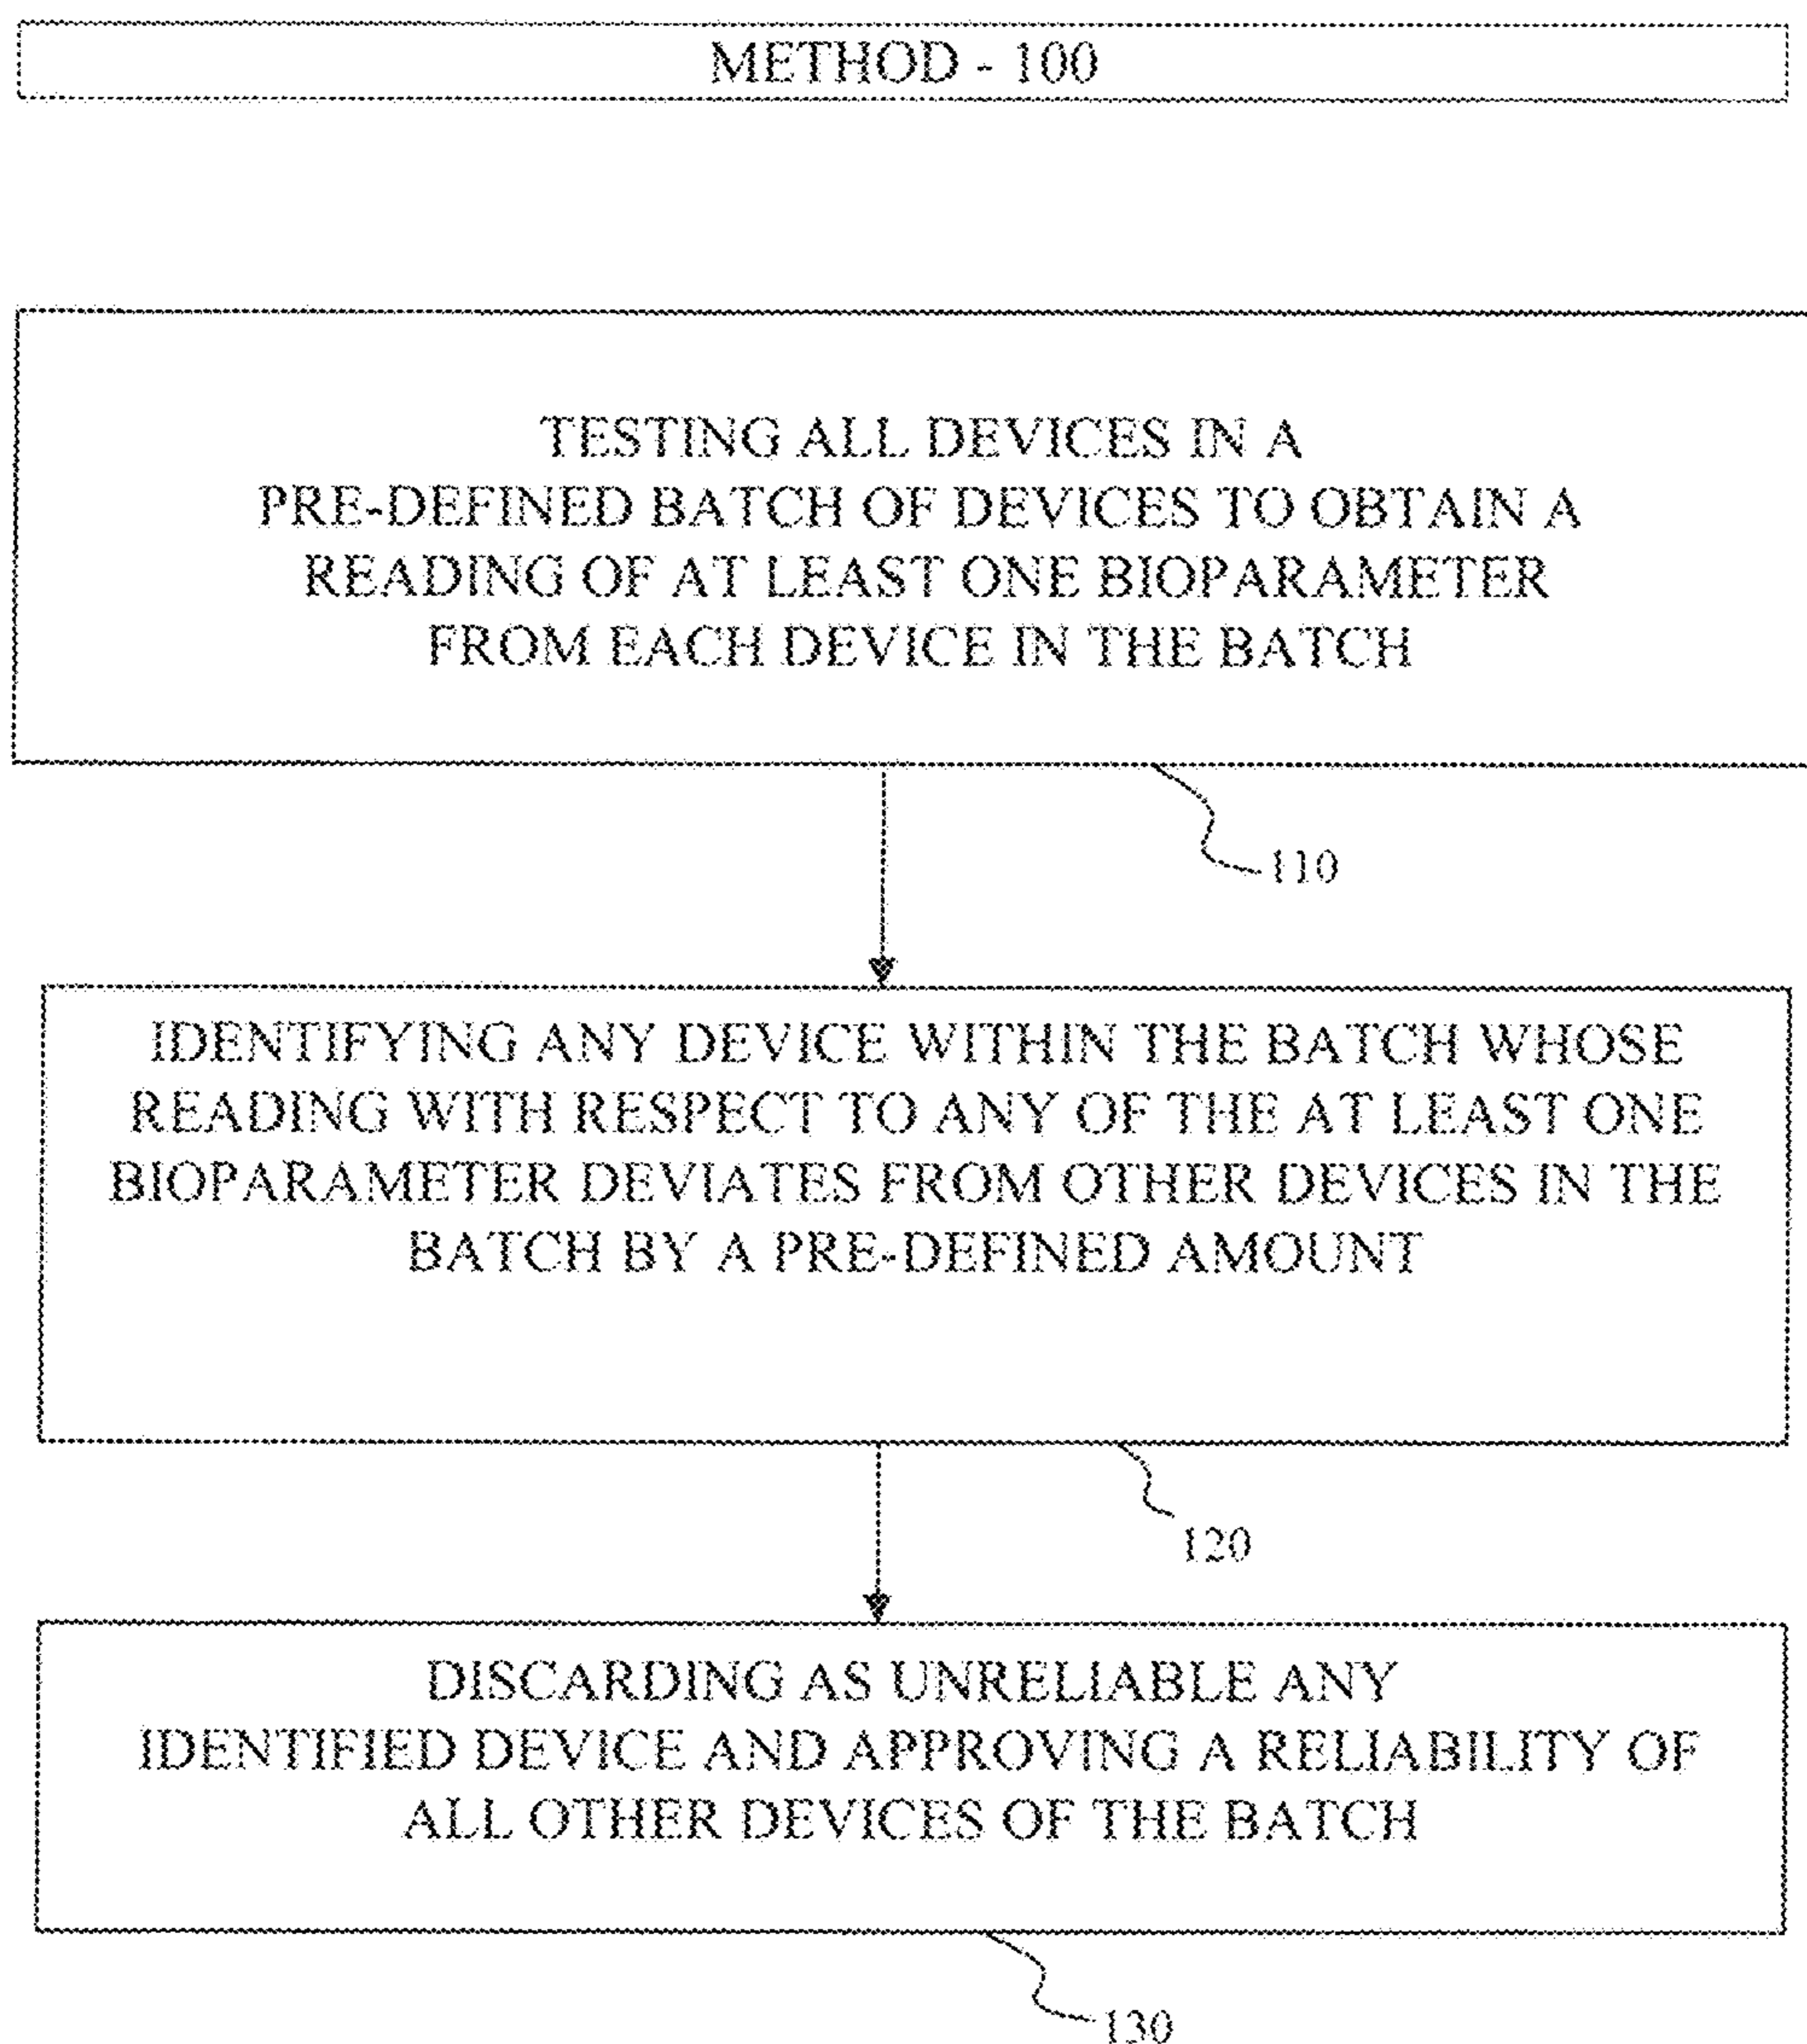 METHOD - 100
TESTING ALL DEVICES IN A
PRE-DEFINED BATCH OF DEVICES TO OBTAIN A
READING OF AT LEAST ONE BIOPARAMETER
FROM EACH DEVICE IN THE BATCH
110
IDENTIFYING ANY DEVICE WITHIN THE BATCH WHOSE
READING WITH RESPECT TO ANY OF THE AT LEAST ONE
BIOPARAMETER DEVIATES FROM OTHER DEVICES IN THE
BATCH BY A PRE-DEFINED AMOUNT
120
DISCARDING AS UNRELIABLE ANY
IDENTIFIED DEVICE AND APPROVING A RELIABILITY OF
ALL OTHER DEVICES OF THE BATCH
130